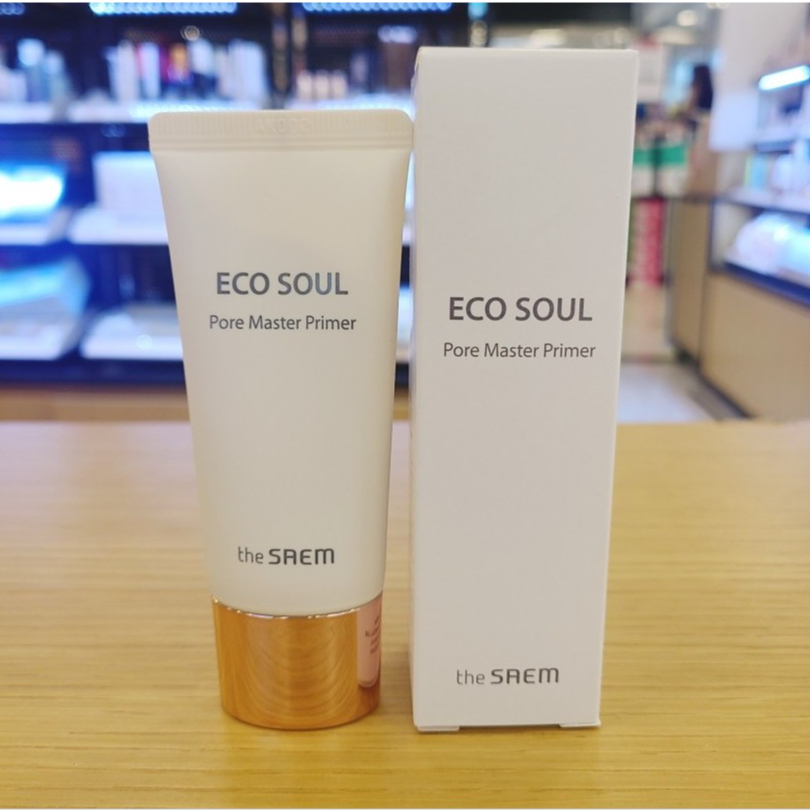 ECO SOUL
Pore Master Primer
the SAEM
ECO SOUL
Pore Master Primer
the SAEM